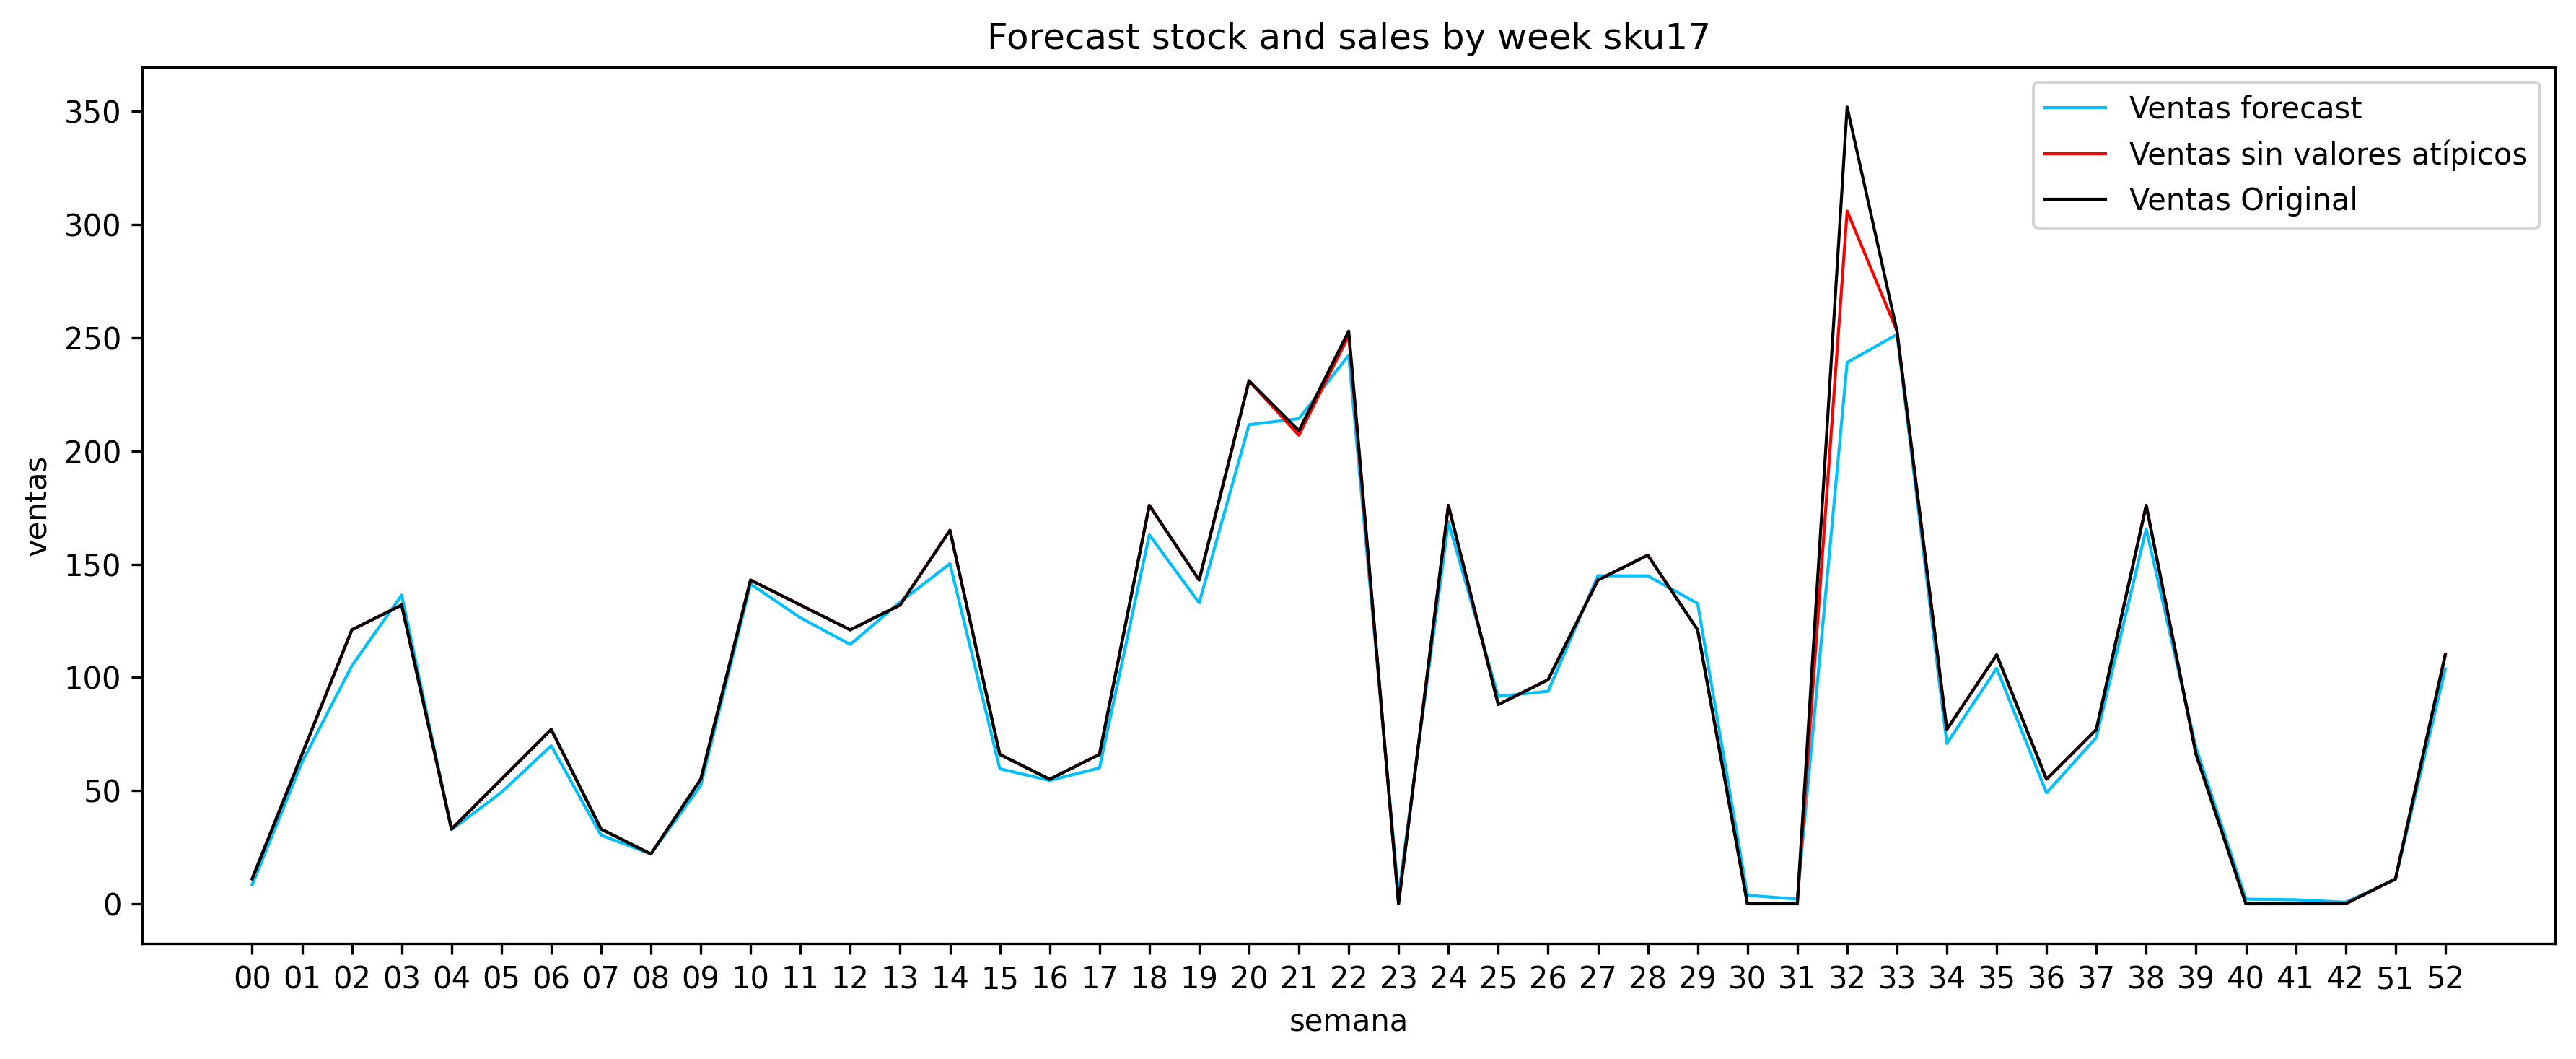 Forecast stock and sales by week sku17
Ventas forecast
Ventas sin valores atípicos
Ventas Original
350
300
250
200
150
100
50
0
ventas
00 01 02 03 04 05 06 07 08 09 10 11 12 13 14 15 16 17 18 19 20 21 22 23 24 25 26 27 28 29 30 31 32 33 34 35 36 37 38 39 40 41 42 51 52
semana